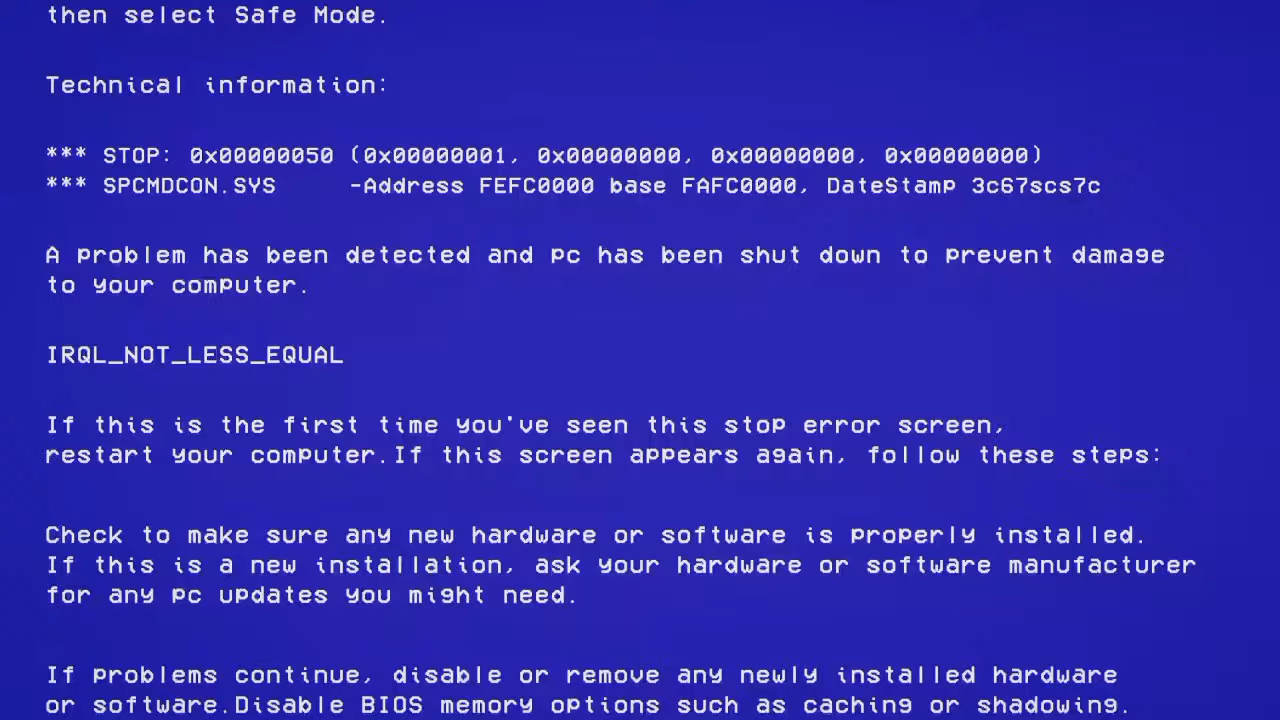 then select Safe Mode.
Technical information:
*** STOP: 0x00000050 (0x00000001, 0x00000000, 0x00000000, 0x00000000)
*** SPCMDCON.SYS -Address FEFC0000 base FAFC0000, DateStamp 3c67scs7c
A problem has been detected and pc has been shut down to prevent damage
to your computer.
IRQL_NOT_LESS_EQUAL
If this is the first time you've seen this stop error screen,
restart your computer.If this screen appears again, follow these steps:
Check to make sure any new hardware or software is properly installed.
If this is a new installation, ask your hardware or software manufacturer
for any pc updates you might need.
If problems continue, disable or remove any newly installed hardware
or software.Disable BIOS memory options such as caching or shadowing.